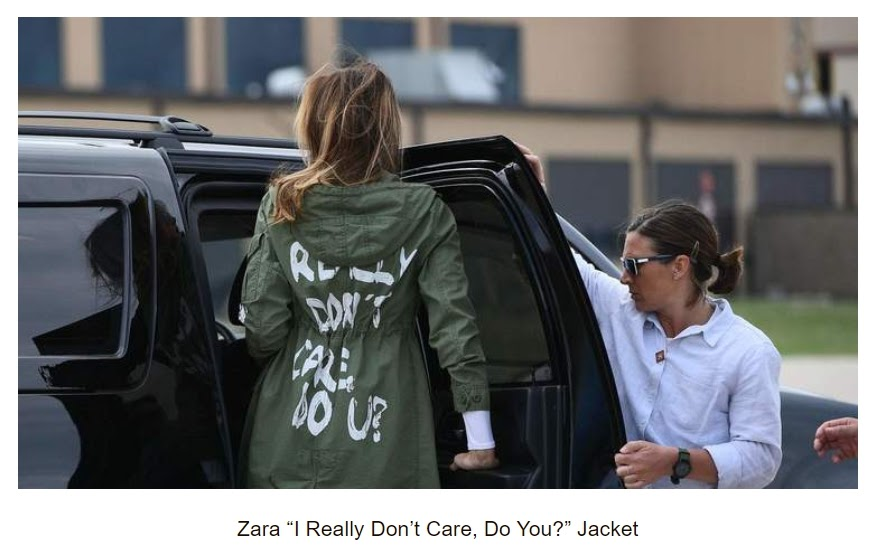 REALLY
DON'T
CARE,
DO U?
Zara “I Really Don’t Care, Do You?” Jacket